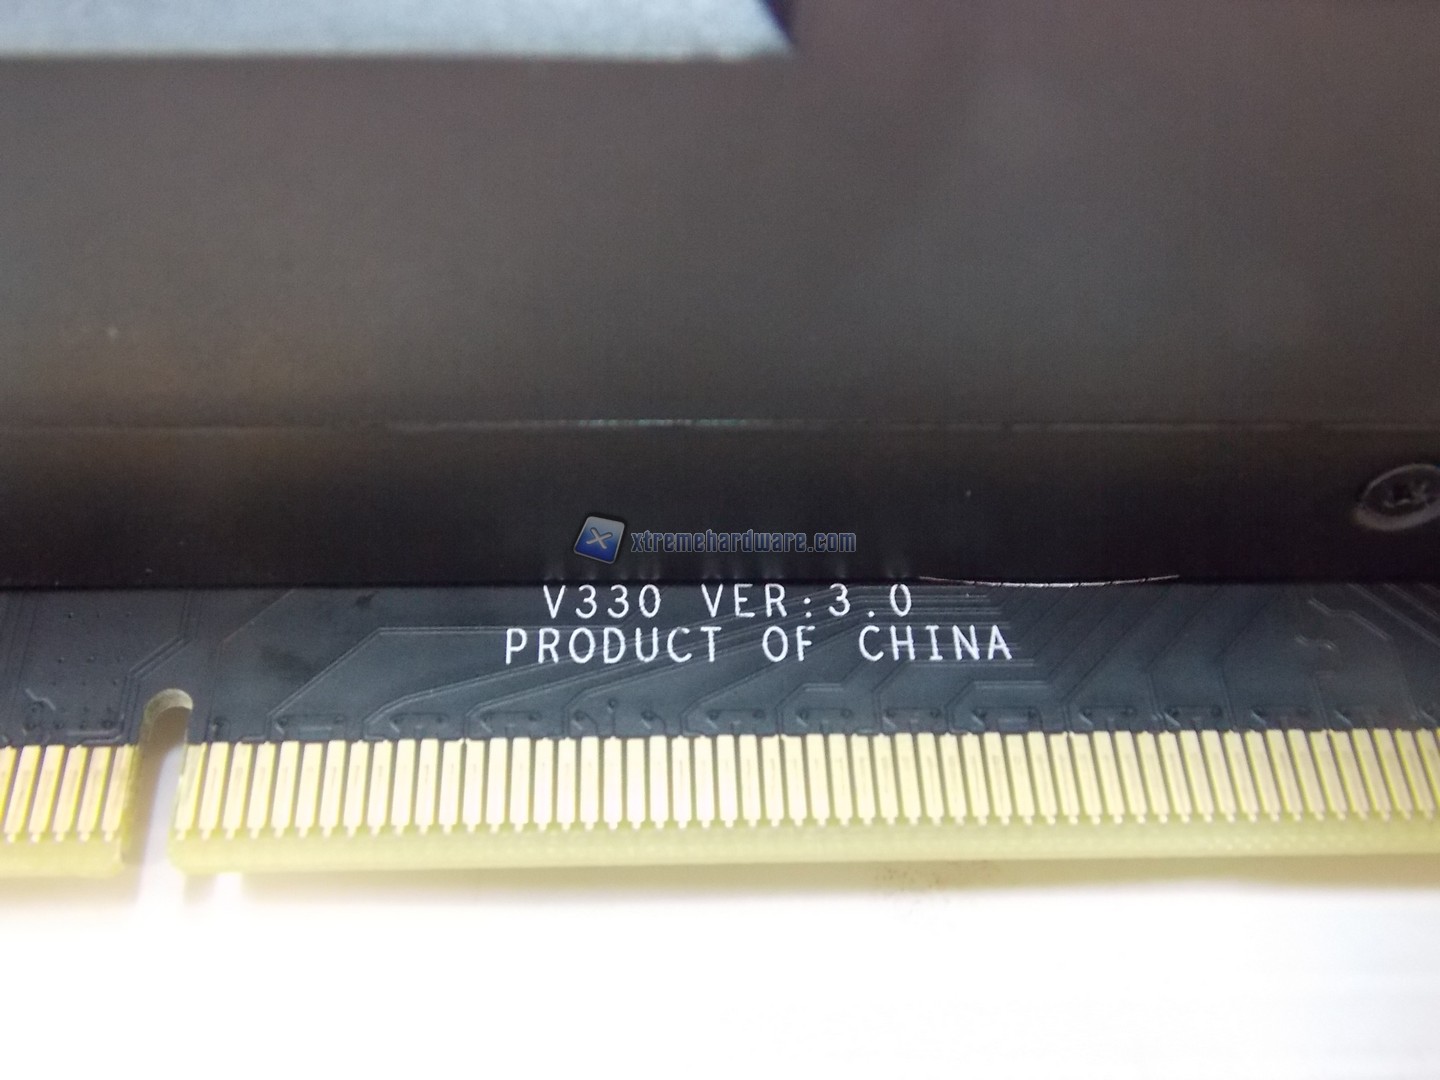 xtremehardware.com
V330 VER:3.0
PRODUCT OF CHINA